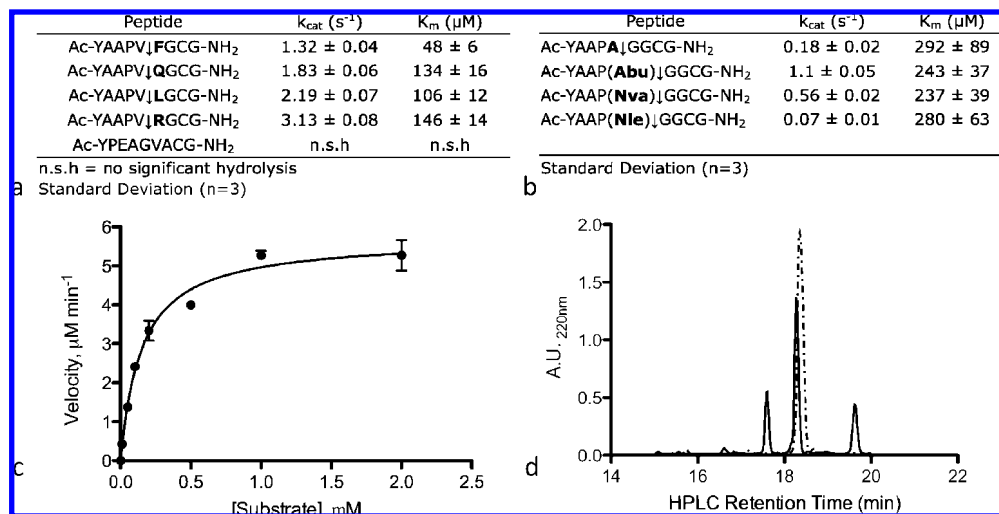 Peptide kcat (s-1) Km (µM)
Ac-YAAPV↓FGCG-NH2 1.32 ± 0.04 48 ± 6
Ac-YAAPV↓QGCG-NH2 1.83 ± 0.06 134 ± 16
Ac-YAAPV↓LGCG-NH2 2.19 ± 0.07 106 ± 12
Ac-YAAPV↓RGCG-NH2 3.13 ± 0.08 146 ± 14
Ac-YPEAGVACG-NH2 n.s.h n.s.h
n.s.h = no significant hydrolysis
a Standard Deviation (n=3)
Peptide kcat (s-1) Km (µM)
Ac-YAAPA↓GGCG-NH2 0.18 ± 0.02 292 ± 89
Ac-YAAP(Abu)↓GGCG-NH2 1.1 ± 0.05 243 ± 37
Ac-YAAP(Nva)↓GGCG-NH2 0.56 ± 0.02 237 ± 39
Ac-YAAP(Nle)↓GGCG-NH2 0.07 ± 0.01 280 ± 63
b Standard Deviation (n=3)
Velocity, µM min-1
6
5
4
3
2
1
0
c
0.0 0.5 1.0 1.5 2.0 2.5
[Substrate], mM
A.U. 220nm
2.0
1.5
1.0
0.5
0.0
d
14 16 18 20 22
HPLC Retention Time (min)